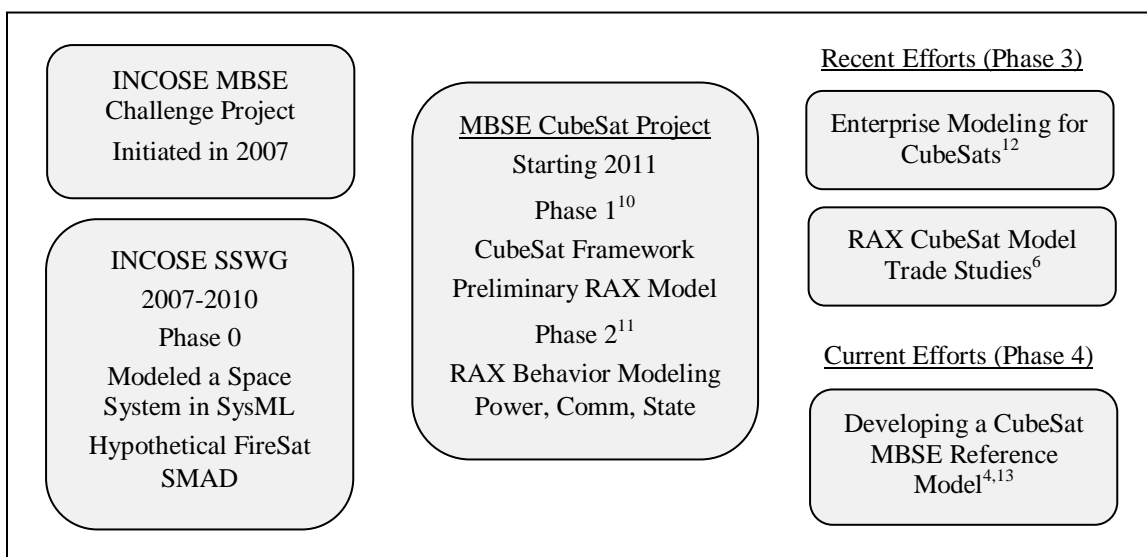 INCOSE MBSE
Challenge Project
Initiated in 2007
INCOSE SSWG
2007-2010
Phase 0
Modeled a Space
System in SysML
Hypothetical FireSat
SMAD
MBSE CubeSat Project
Starting 2011
Phase 1¹⁰
CubeSat Framework
Preliminary RAX Model
Phase 2¹¹
RAX Behavior Modeling
Power, Comm, State
Recent Efforts (Phase 3)
Enterprise Modeling for
CubeSats¹²
RAX CubeSat Model
Trade Studies⁶
Current Efforts (Phase 4)
Developing a CubeSat
MBSE Reference
Model⁴,¹³